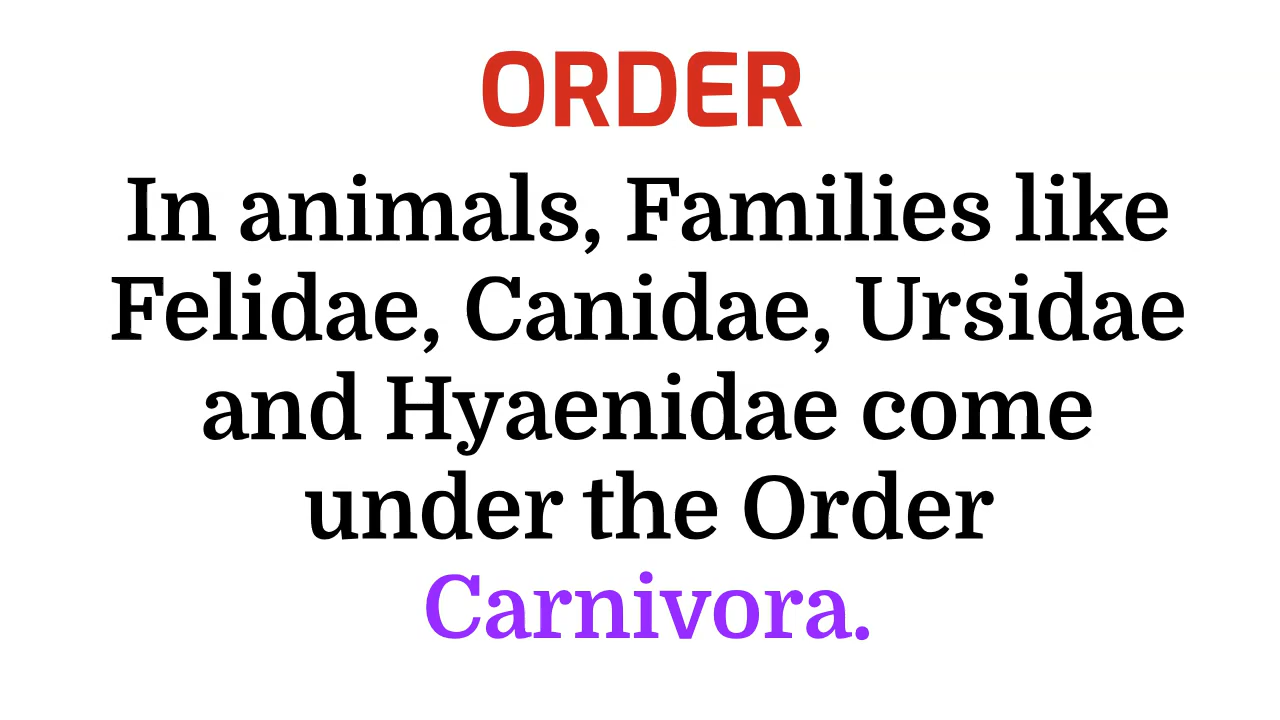 ORDER
In animals, Families like
Felidae, Canidae, Ursidae
and Hyaenidae come
under the Order
Carnivora.